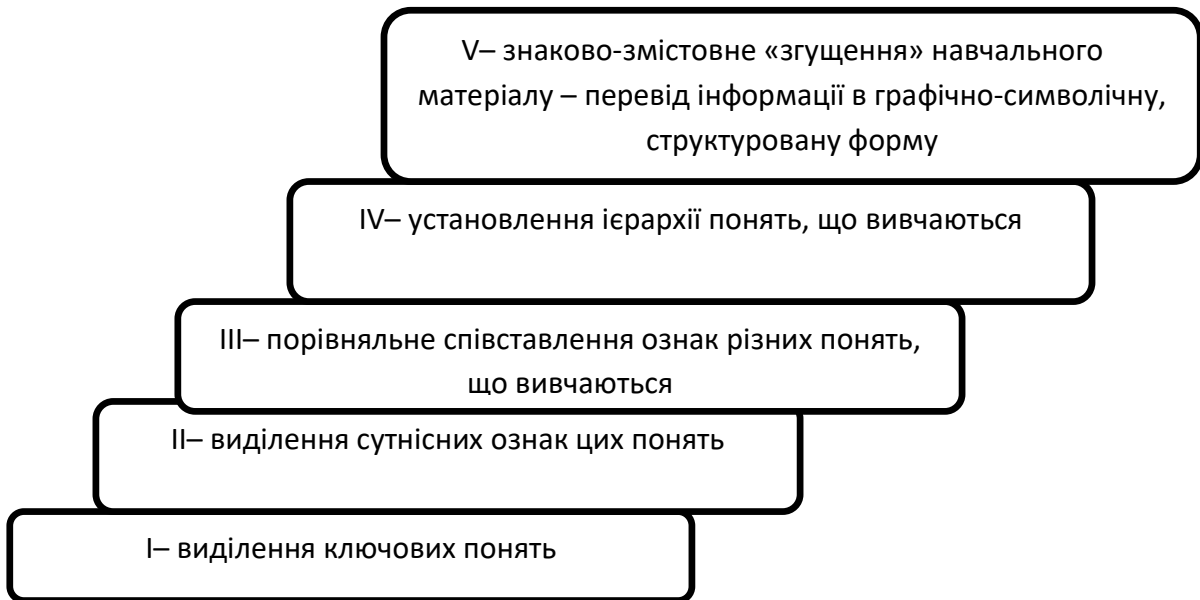 V– знаково-змістовне «згущення» навчального
матеріалу – перевід інформації в графічно-символічну,
структуровану форму
IV– установлення ієрархії понять, що вивчаються
III– порівняльне співставлення ознак різних понять,
що вивчаються
II– виділення сутнісних ознак цих понять
I– виділення ключових понять